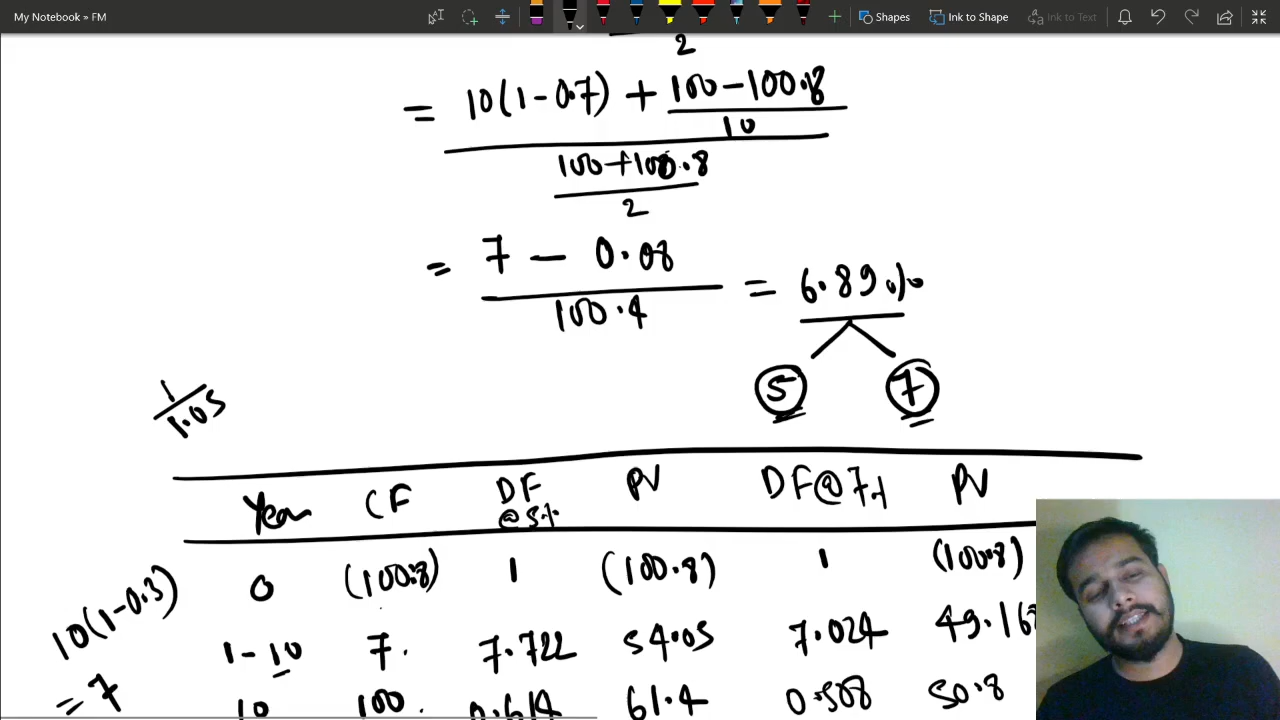 My Notebook » FM
Shapes
Ink to Shape
Ink to Text
2
= 10(1-0.7) + 100-100.8
10
100+100.8
2
= 7 - 0.08
100.4
= 6.89%
5 7
1
1.05
Year CF DF @5% PV DF@7% PV
0 (100.8) 1 (100.8) 1 (100.8)
10(1-0.3)
1-10 7. 7.722 54.05 7.024 49.16
= 7
10 100. 0.614 61.4 0.508 50.8